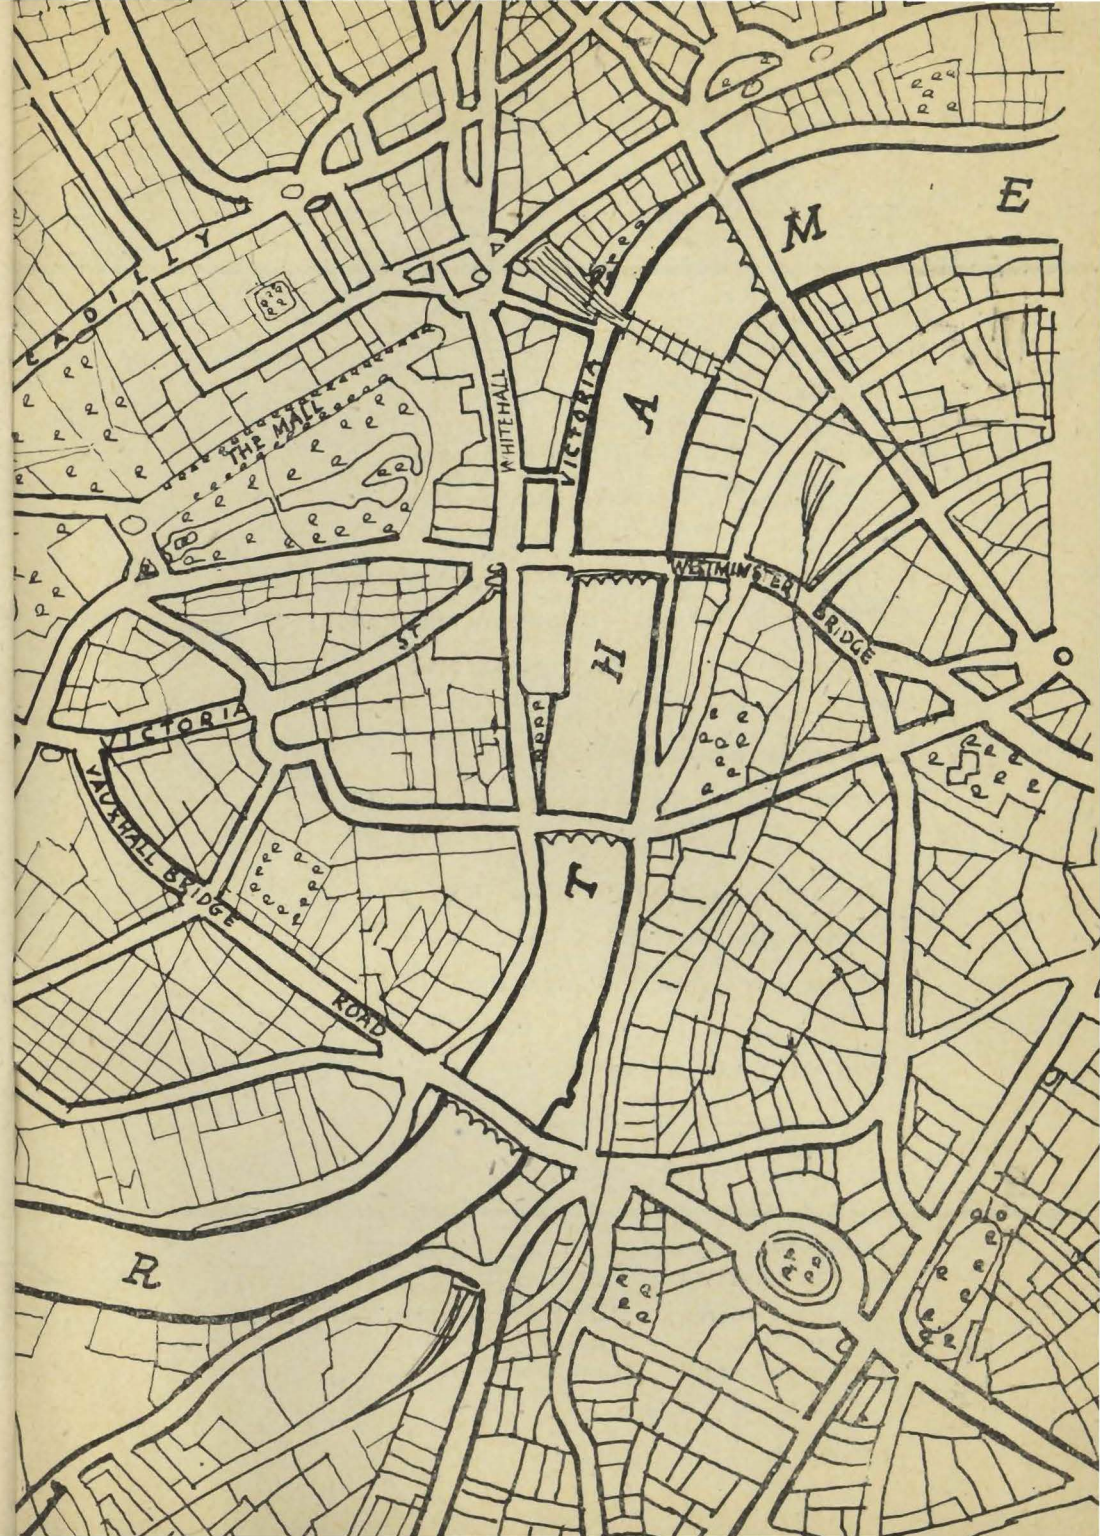 CADILLY
THE MALL
WHITEHALL
VICTORIA
VICTORIA
ST
WESTMINSTER BRIDGE
VAUXHALL BRIDGE ROAD
R
T
H
A
M
E